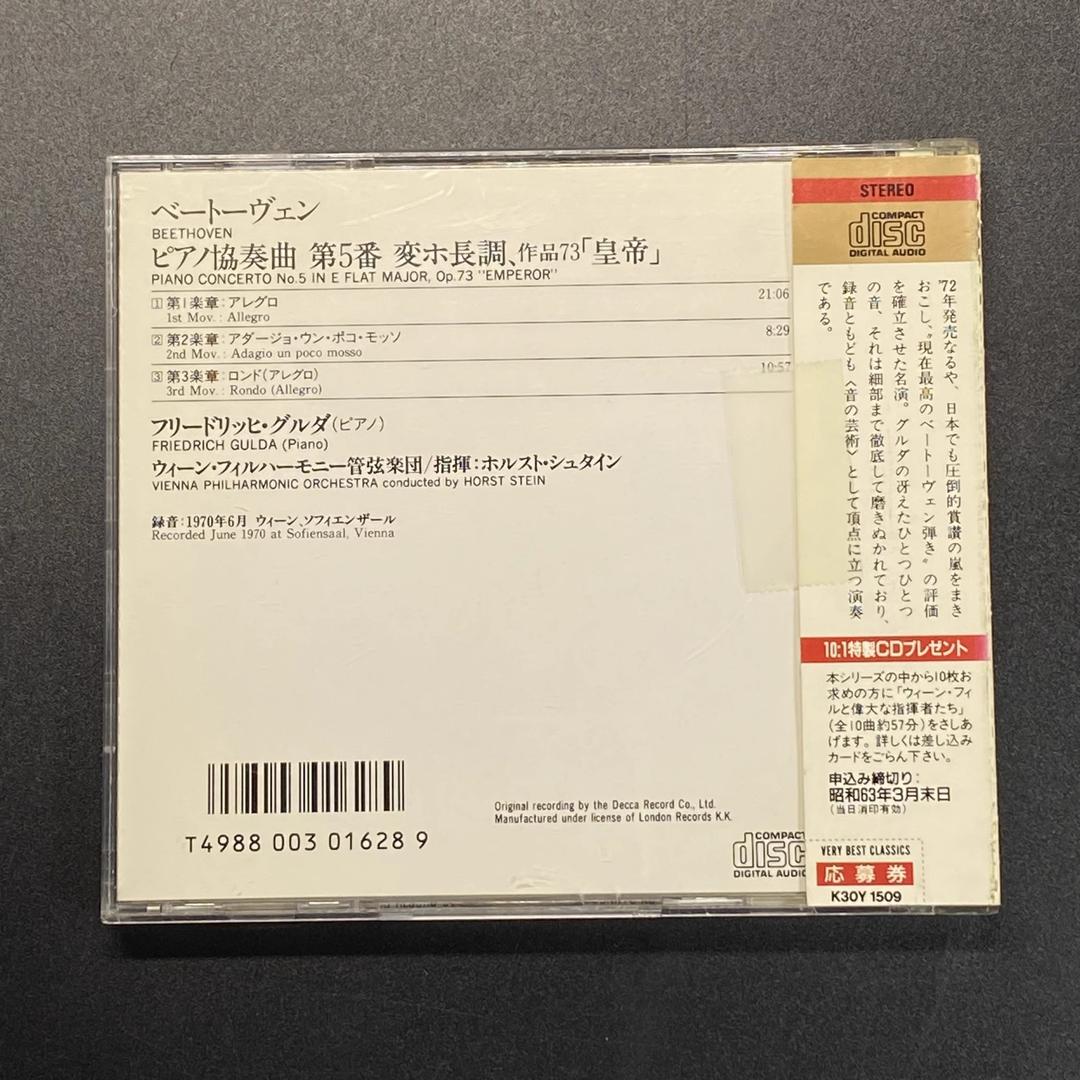 ベートーヴェン
BEETHOVEN
ピアノ協奏曲 第5番 変ホ長調、作品73「皇帝」
PIANO CONCERTO No.5 IN E FLAT MAJOR, Op.73 "EMPEROR"
1 第1楽章：アレグロ 21:06
1st Mov.: Allegro
2 第2楽章：アダージョ・ウン・ポコ・モッソ 8:29
2nd Mov.: Adagio un poco mosso
3 第3楽章：ロンド(アレグロ) 10:57
3rd Mov.: Rondo (Allegro)
フリードリッヒ・グルダ(ピアノ)
FRIEDRICH GULDA (Piano)
ウィーン・フィルハーモニー管弦楽団/指揮：ホルスト・シュタイン
VIENNA PHILHARMONIC ORCHESTRA conducted by HORST STEIN
録音：1970年6月 ウィーン、ソフィエンザール
Recorded June 1970 at Sofiensaal, Vienna
T4988 003 01628 9
Original recording by the Decca Record Co., Ltd.
Manufactured under license of London Records K.K.
COMPACT
disc
DIGITAL AUDIO
STEREO
COMPACT
disc
DIGITAL AUDIO
'72年発売なるや、日本でも圧倒的賞讃の嵐をまき
おこし、〝現在最高のベートーヴェン弾き〟の評価
を確立させた名演。グルダの冴えたひとつひとつ
の音、それは細部まで徹底して磨きぬかれており、
録音ともども〈音の芸術〉として頂点に立つ演奏
である。
10:1特製CDプレゼント
本シリーズの中から10枚お
求めの方に「ウィーン・フィ
ルと偉大な指揮者たち」
(全10曲約57分)をさしあ
げます。詳しくは差し込み
カードをごらん下さい。
申込み締切り：
昭和63年3月末日
(当日消印有効)
VERY BEST CLASSICS
応募券
K30Y 1509